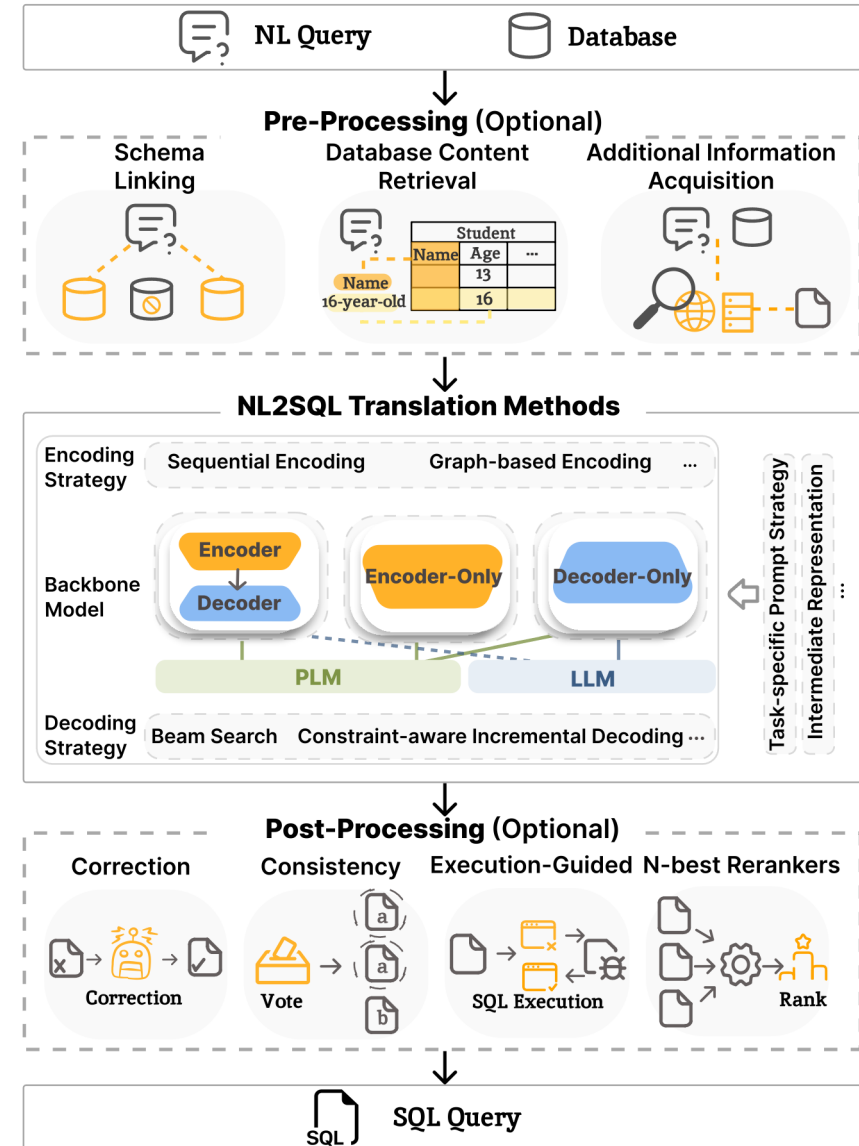 NL Query
Database
Pre-Processing (Optional)
Schema
Linking
Database Content
Retrieval
Additional Information
Acquisition
Student
Name
Age
...
13
16
Name
16-year-old
NL2SQL Translation Methods
Encoding
Strategy
Sequential Encoding
Graph-based Encoding
...
Backbone
Model
Encoder
Decoder
Encoder-Only
Decoder-Only
PLM
LLM
Decoding
Strategy
Beam Search
Constraint-aware Incremental Decoding
...
Task-specific Prompt Strategy
Intermediate Representation
...
Post-Processing (Optional)
Correction
Consistency
Execution-Guided
N-best Rerankers
Correction
Vote
a
a
b
SQL Execution
Rank
SQL
SQL Query